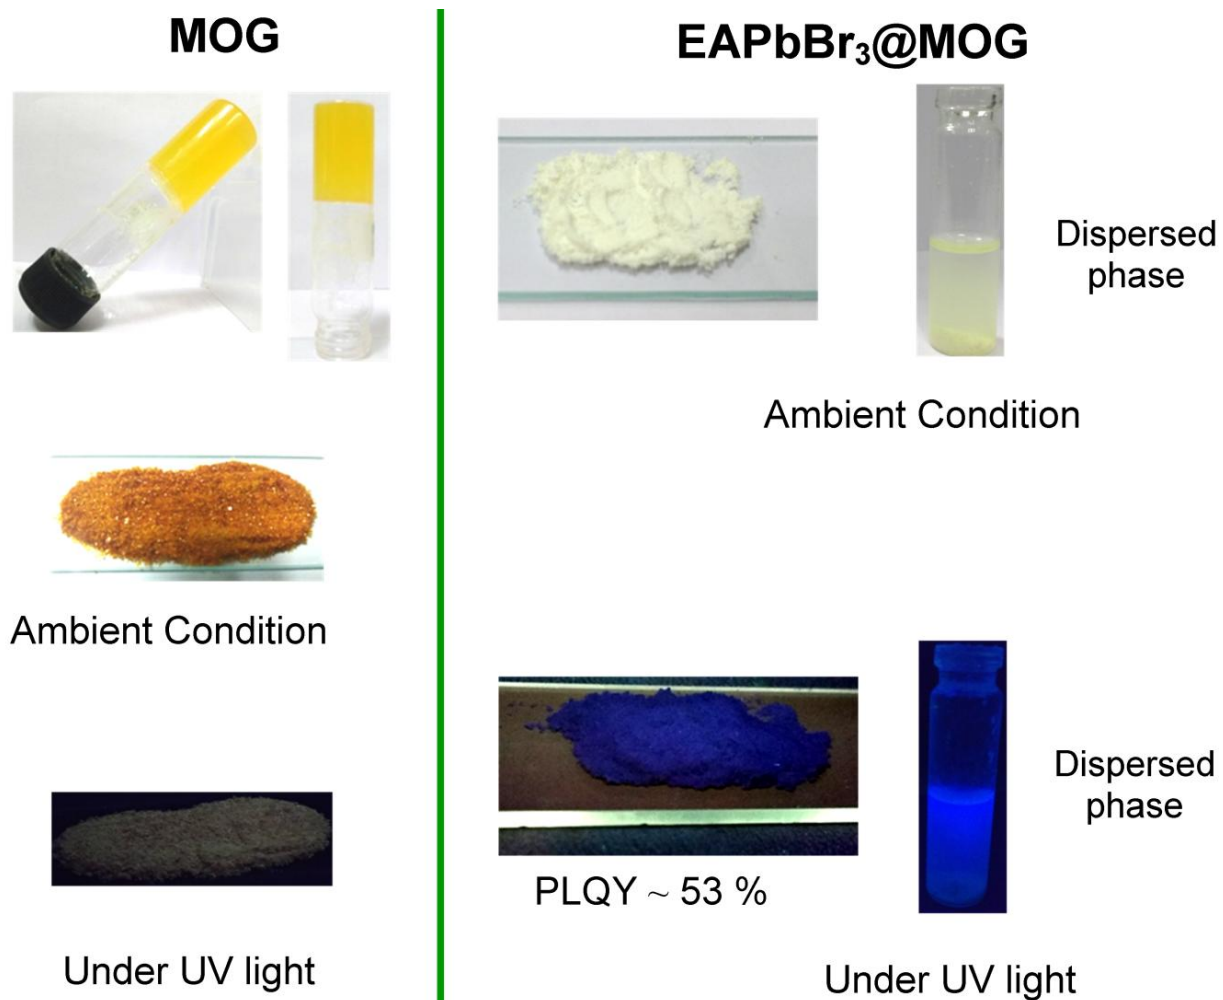 MOG
Ambient Condition
Under UV light
EAPbBr₃@MOG
Dispersed
phase
Ambient Condition
Dispersed
phase
PLQY ~ 53 %
Under UV light